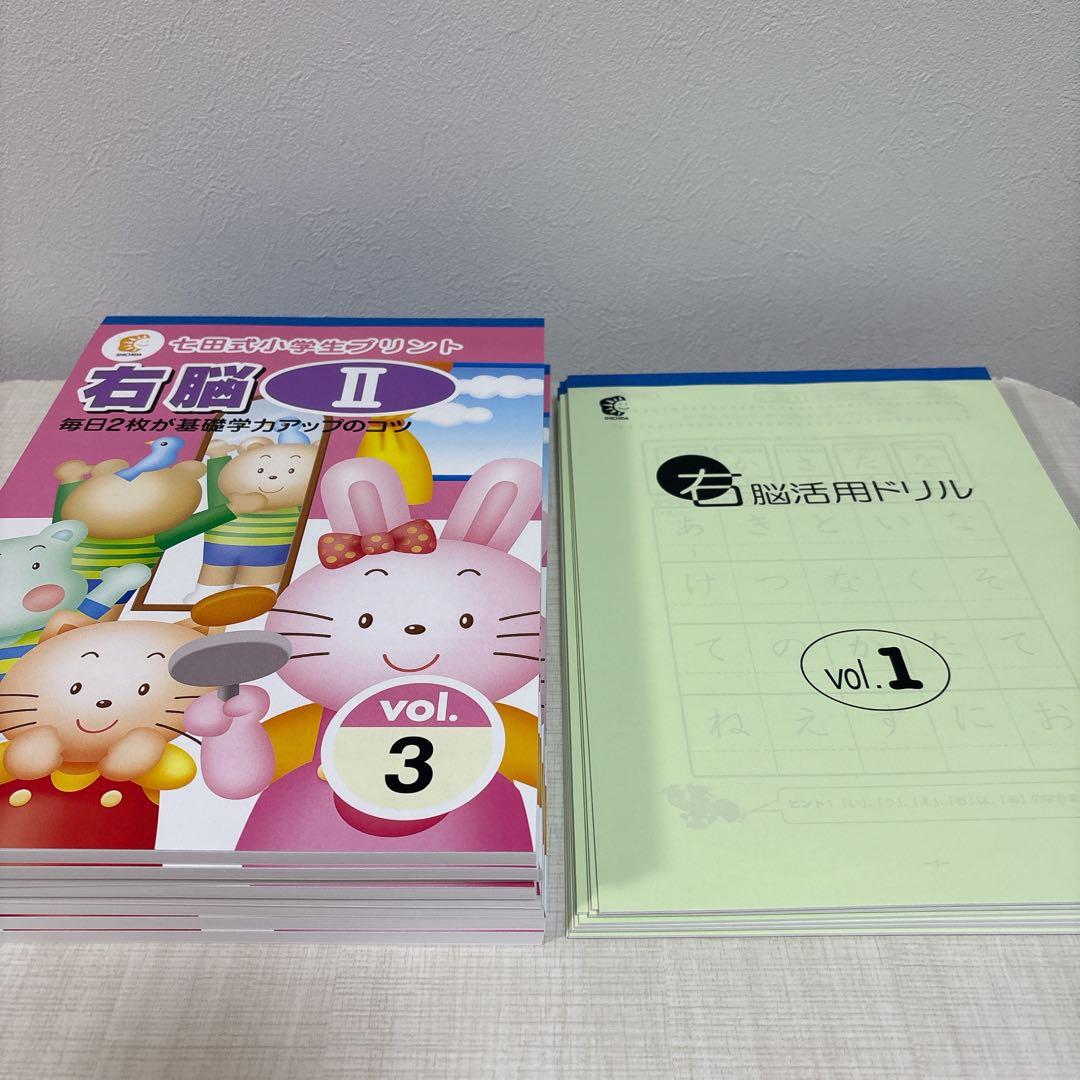 SHICHIDA
七田式小学生プリント
右脳 II
毎日2枚が基礎学力アップのコツ
vol.
3
SHICHIDA
右脳活用ドリル
あきといな
けつなくそ
てのかたて
ねえすにお
vol.1